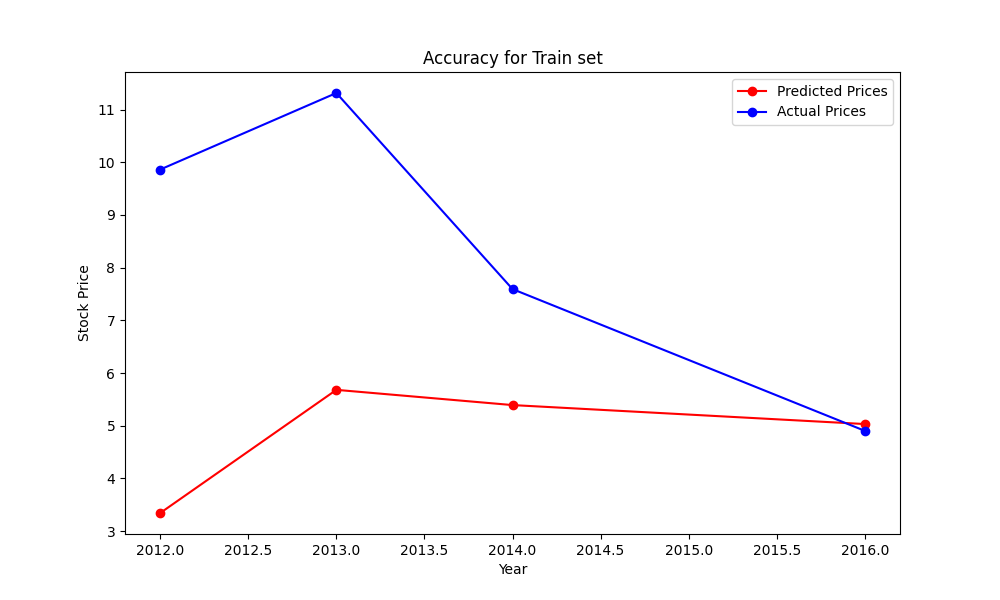 Accuracy for Train set
Predicted Prices
Actual Prices
11
10
9
8
7
6
5
4
3
Stock Price
2012.0 2012.5 2013.0 2013.5 2014.0 2014.5 2015.0 2015.5 2016.0
Year